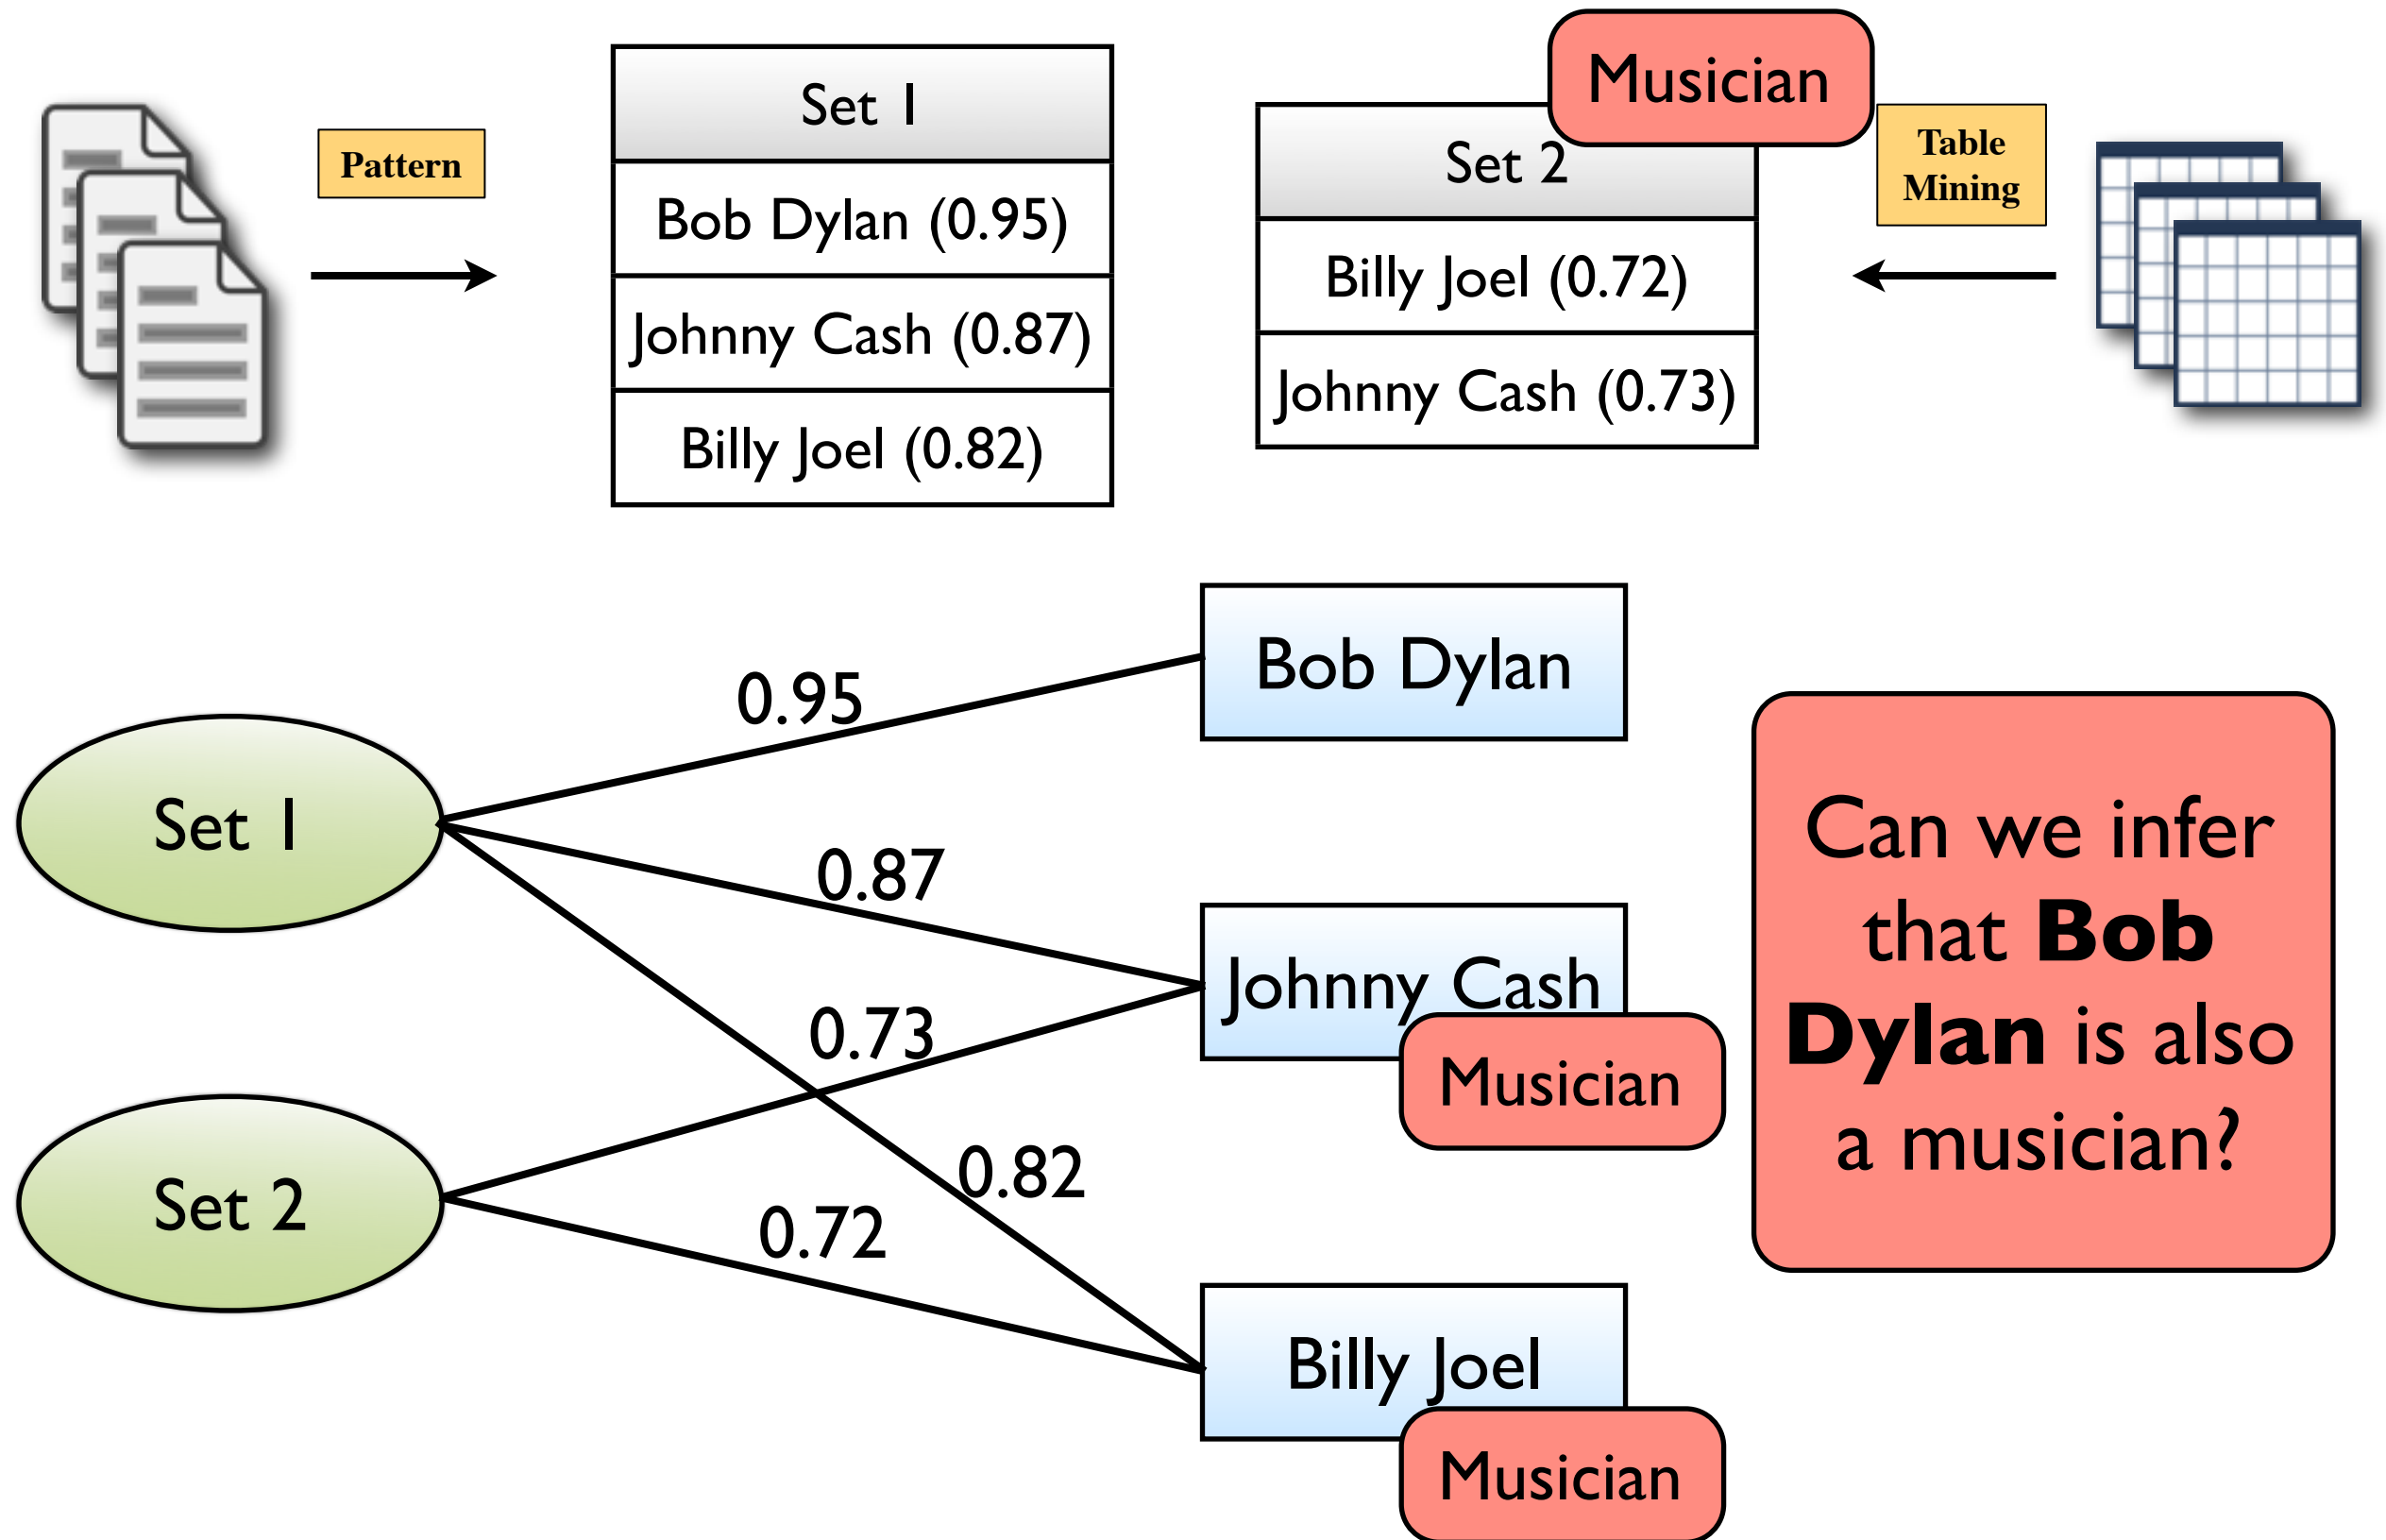 Pattern
Set 1
Bob Dylan (0.95)
Johnny Cash (0.87)
Billy Joel (0.82)
Musician
Set 2
Billy Joel (0.72)
Johnny Cash (0.73)
Table
Mining
Set 1
Set 2
0.95
0.87
0.73
0.82
0.72
Bob Dylan
Johnny Cash
Musician
Billy Joel
Musician
Can we infer
that Bob
Dylan is also
a musician?